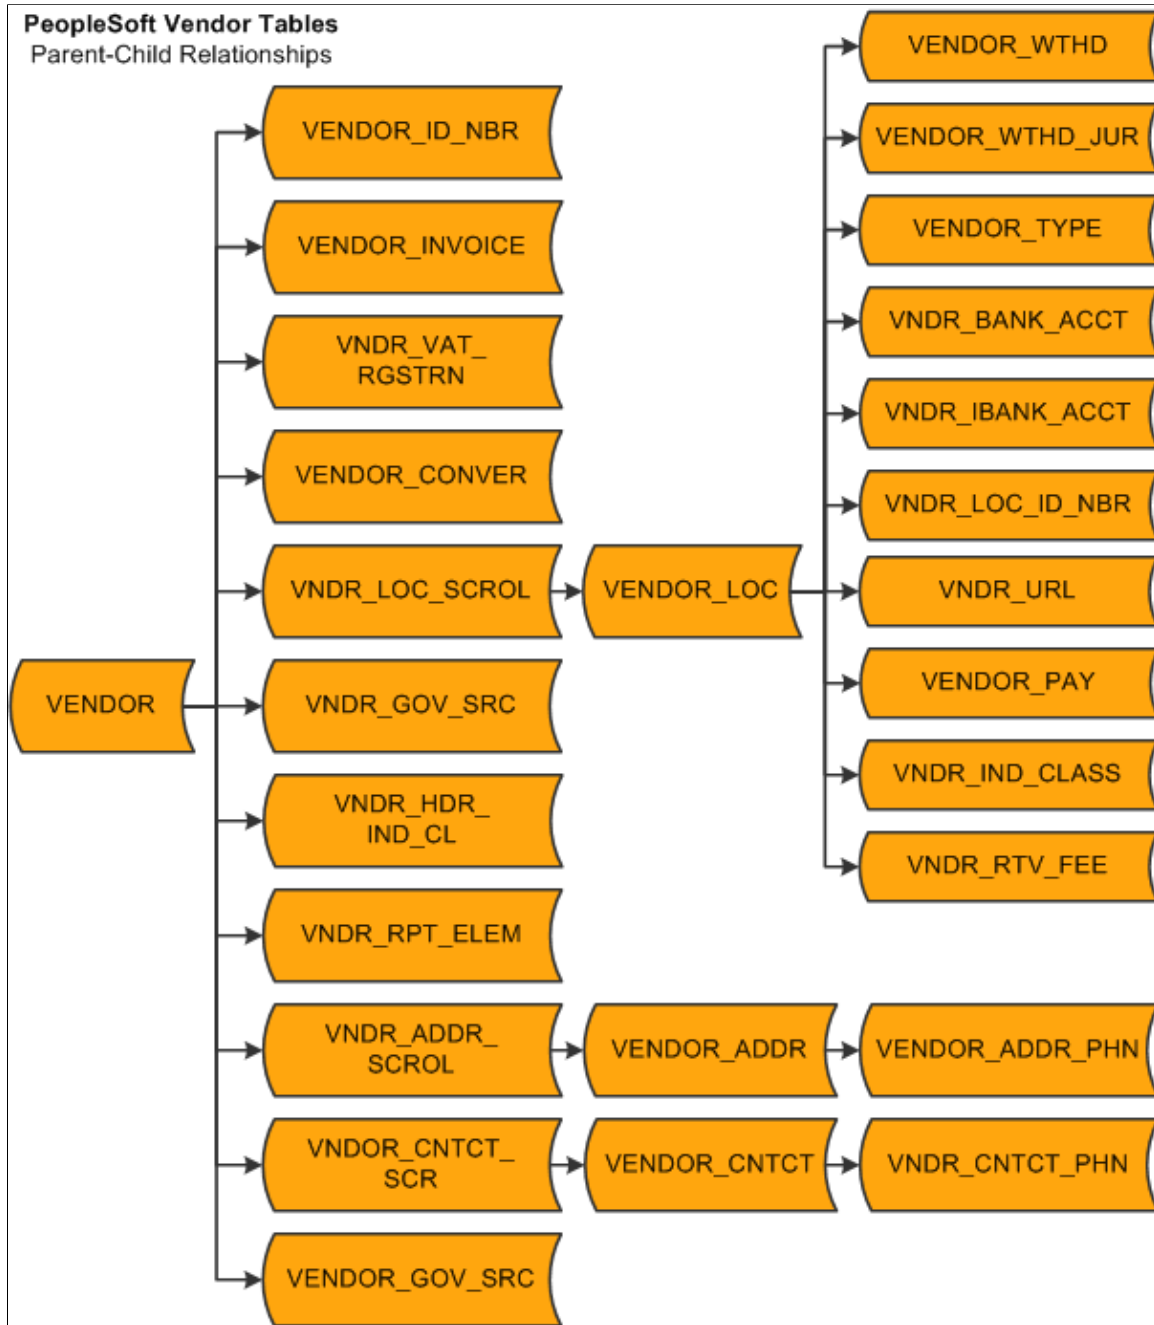 PeopleSoft Vendor Tables
Parent-Child Relationships
VENDOR
VENDOR_ID_NBR
VENDOR_INVOICE
VNDR_VAT_
RGSTRN
VENDOR_CONVER
VNDR_LOC_SCROL
VNDR_GOV_SRC
VNDR_HDR_
IND_CL
VNDR_RPT_ELEM
VNDR_ADDR_
SCROL
VNDOR_CNTCT_
SCR
VENDOR_GOV_SRC
VENDOR_LOC
VENDOR_ADDR
VENDOR_CNTCT
VENDOR_WTHD
VENDOR_WTHD_JUR
VENDOR_TYPE
VNDR_BANK_ACCT
VNDR_IBANK_ACCT
VNDR_LOC_ID_NBR
VNDR_URL
VENDOR_PAY
VNDR_IND_CLASS
VNDR_RTV_FEE
VENDOR_ADDR_PHN
VNDR_CNTCT_PHN